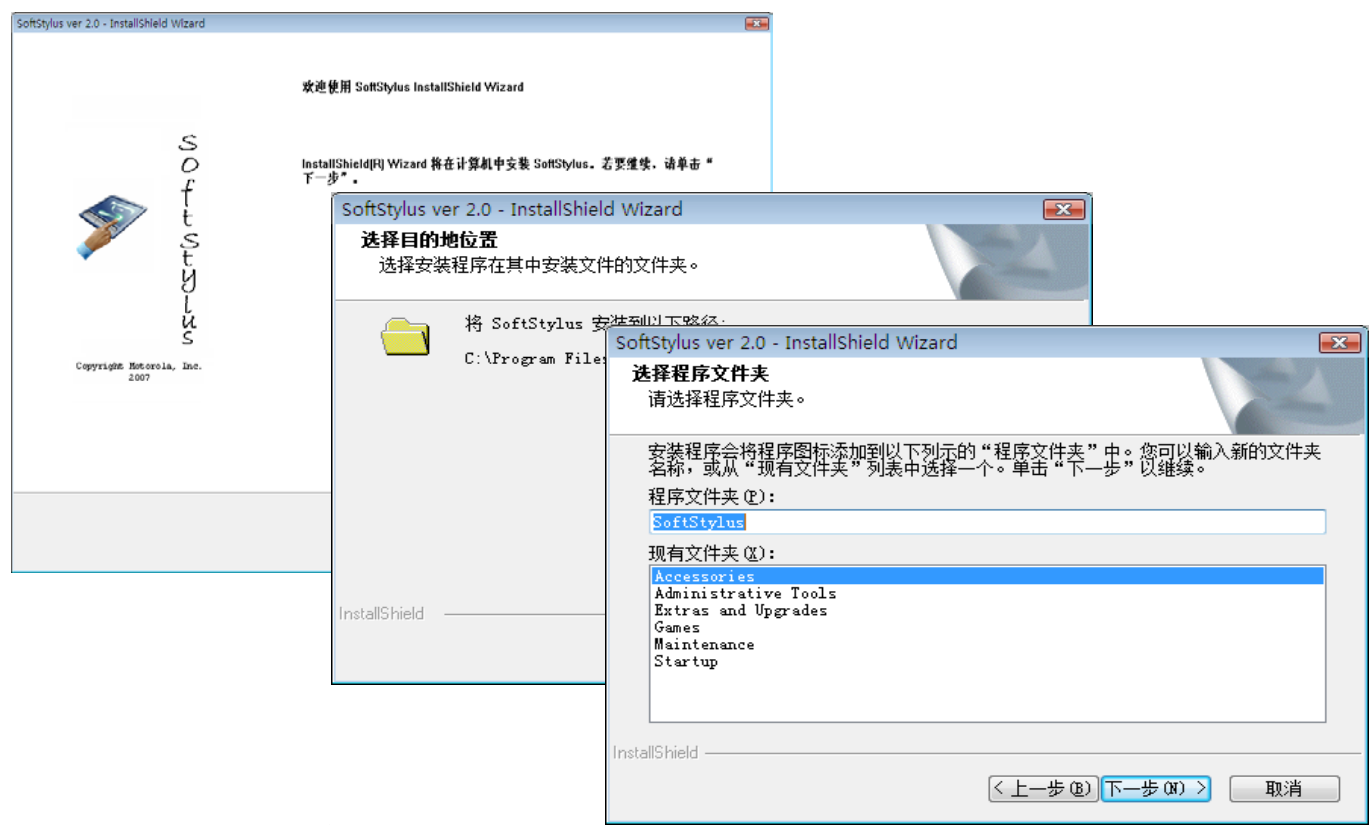 SoftStylus ver 2.0 - InstallShield Wizard
欢迎使用 SoftStylus InstallShield Wizard
InstallShield(R) Wizard 将在计算机中安装 SoftStylus。若要继续，请单击“
下一步”。
SoftStylus
Copyright Motorola, Inc.
2007
SoftStylus ver 2.0 - InstallShield Wizard
选择目的地位置
选择安装程序在其中安装文件的文件夹。
将 SoftStylus 安装到以下路径:
C:\Program Files
InstallShield
SoftStylus ver 2.0 - InstallShield Wizard
选择程序文件夹
请选择程序文件夹。
安装程序会将程序图标添加到以下列示的“程序文件夹”中。您可以输入新的文件夹
名称，或从“现有文件夹”列表中选择一个。单击“下一步”以继续。
程序文件夹(P):
SoftStylus
现有文件夹(X):
Accessories
Administrative Tools
Extras and Upgrades
Games
Maintenance
Startup
InstallShield
< 上一步(B) 下一步(N) > 取消